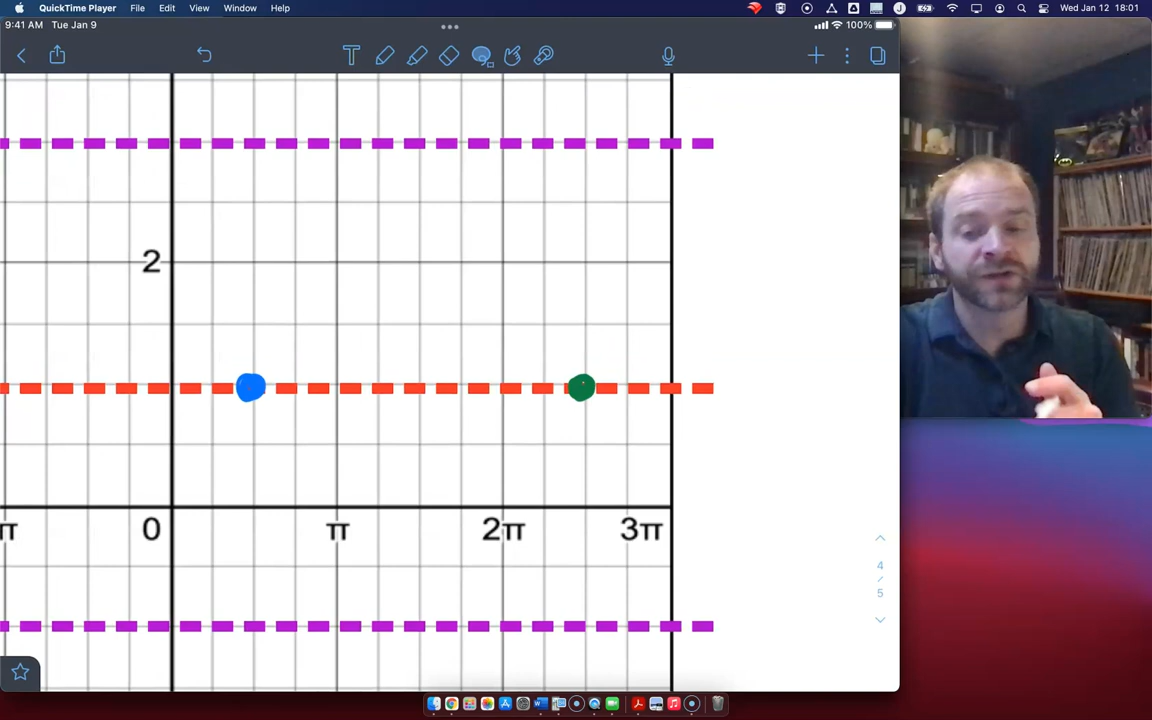 QuickTime Player File Edit View Window Help
100% Wed Jan 12 18:01
9:41 AM Tue Jan 9
100%
T
2
π 0 π 2π 3π
4
/
5